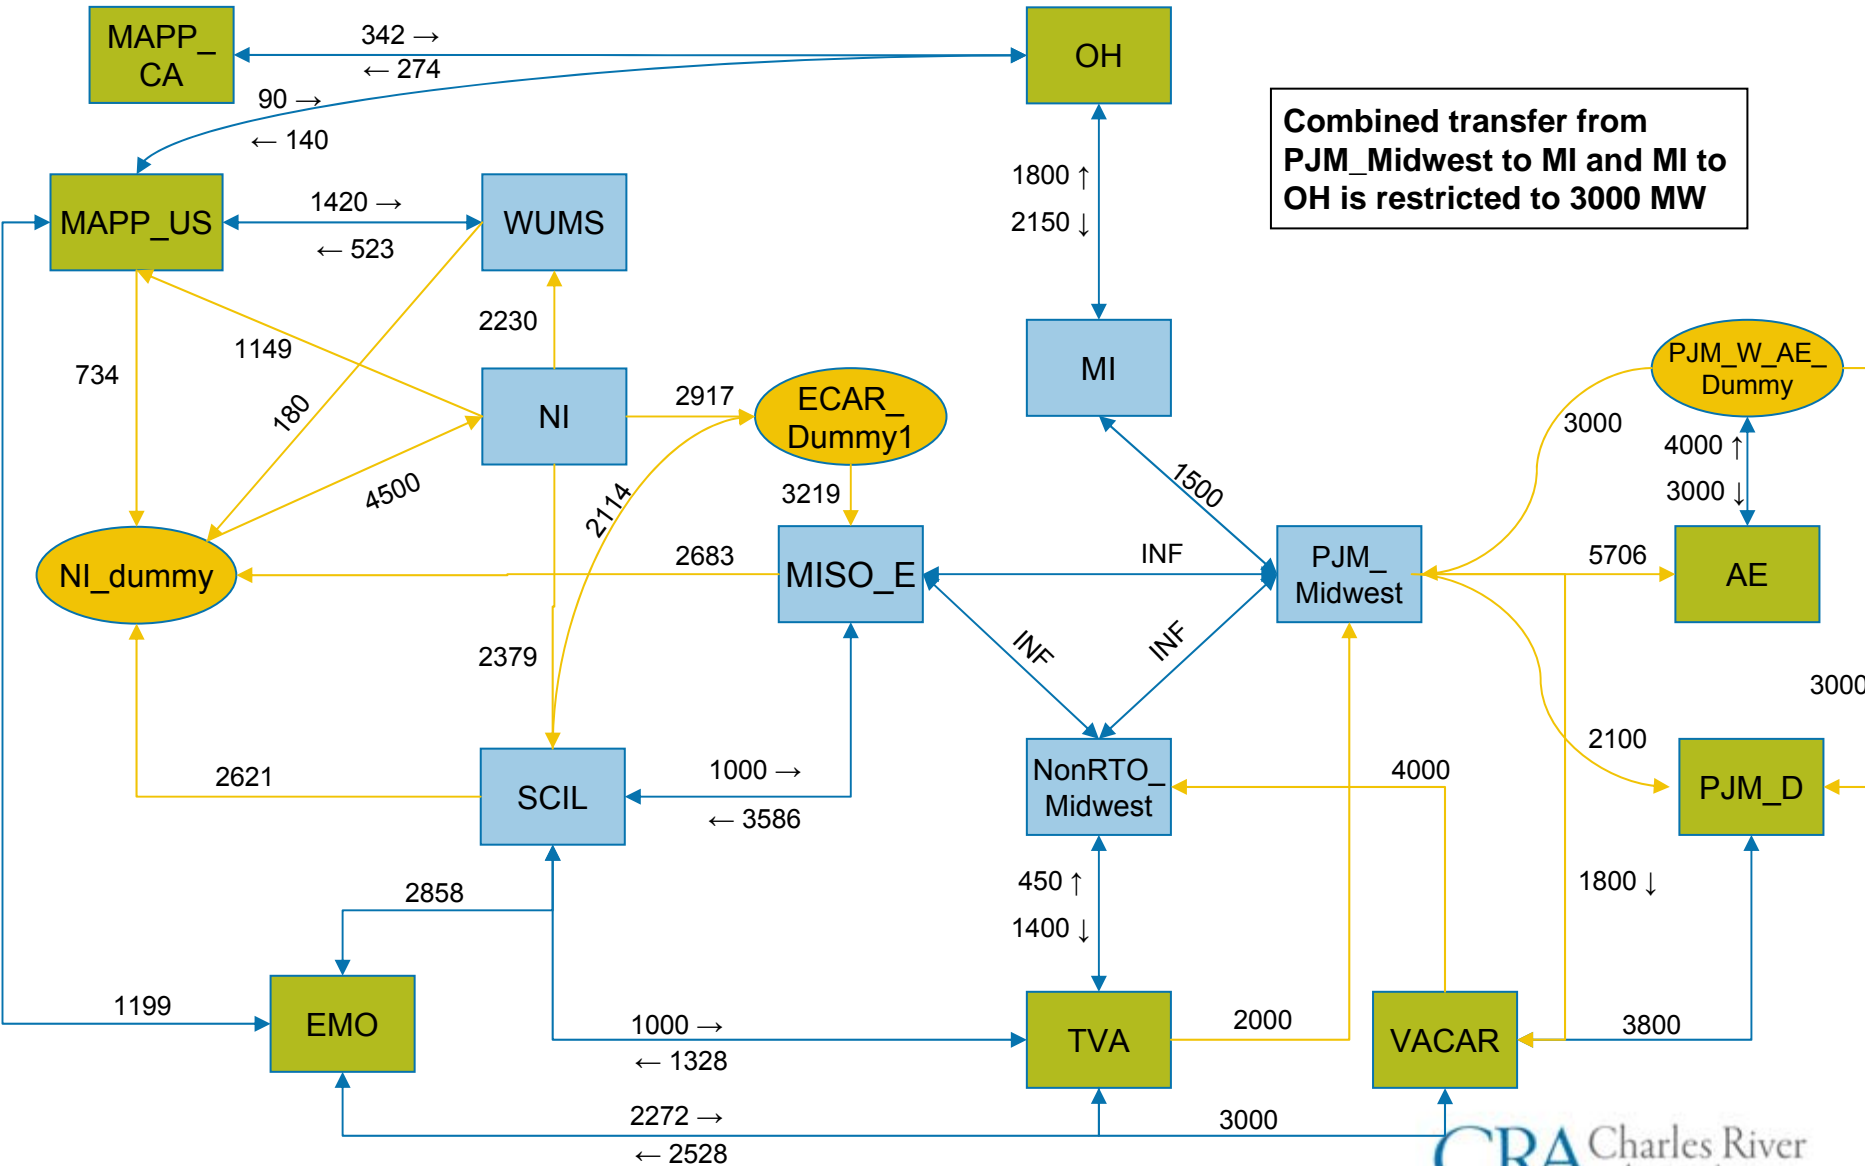 MAPP_
CA
342 →
← 274
OH
90 →
← 140
Combined transfer from
PJM_Midwest to MI and MI to
OH is restricted to 3000 MW
1800 ↑
2150 ↓
MAPP_US
1420 →
← 523
WUMS
2230
1149
734
180
NI
2917
ECAR_
Dummy1
MI
PJM_W_AE_
Dummy
3000
4000 ↑
3000 ↓
4500
2114
3219
1500
NI_dummy
2683
MISO_E
INF
PJM_
Midwest
5706
AE
2379
INF
INF
3000
2621
SCIL
1000 →
← 3586
NonRTO_
Midwest
4000
2100
PJM_D
2858
450 ↑
1400 ↓
1800 ↓
1199
EMO
1000 →
← 1328
TVA
2000
VACAR
3800
2272 →
← 2528
3000
CRA Charles River